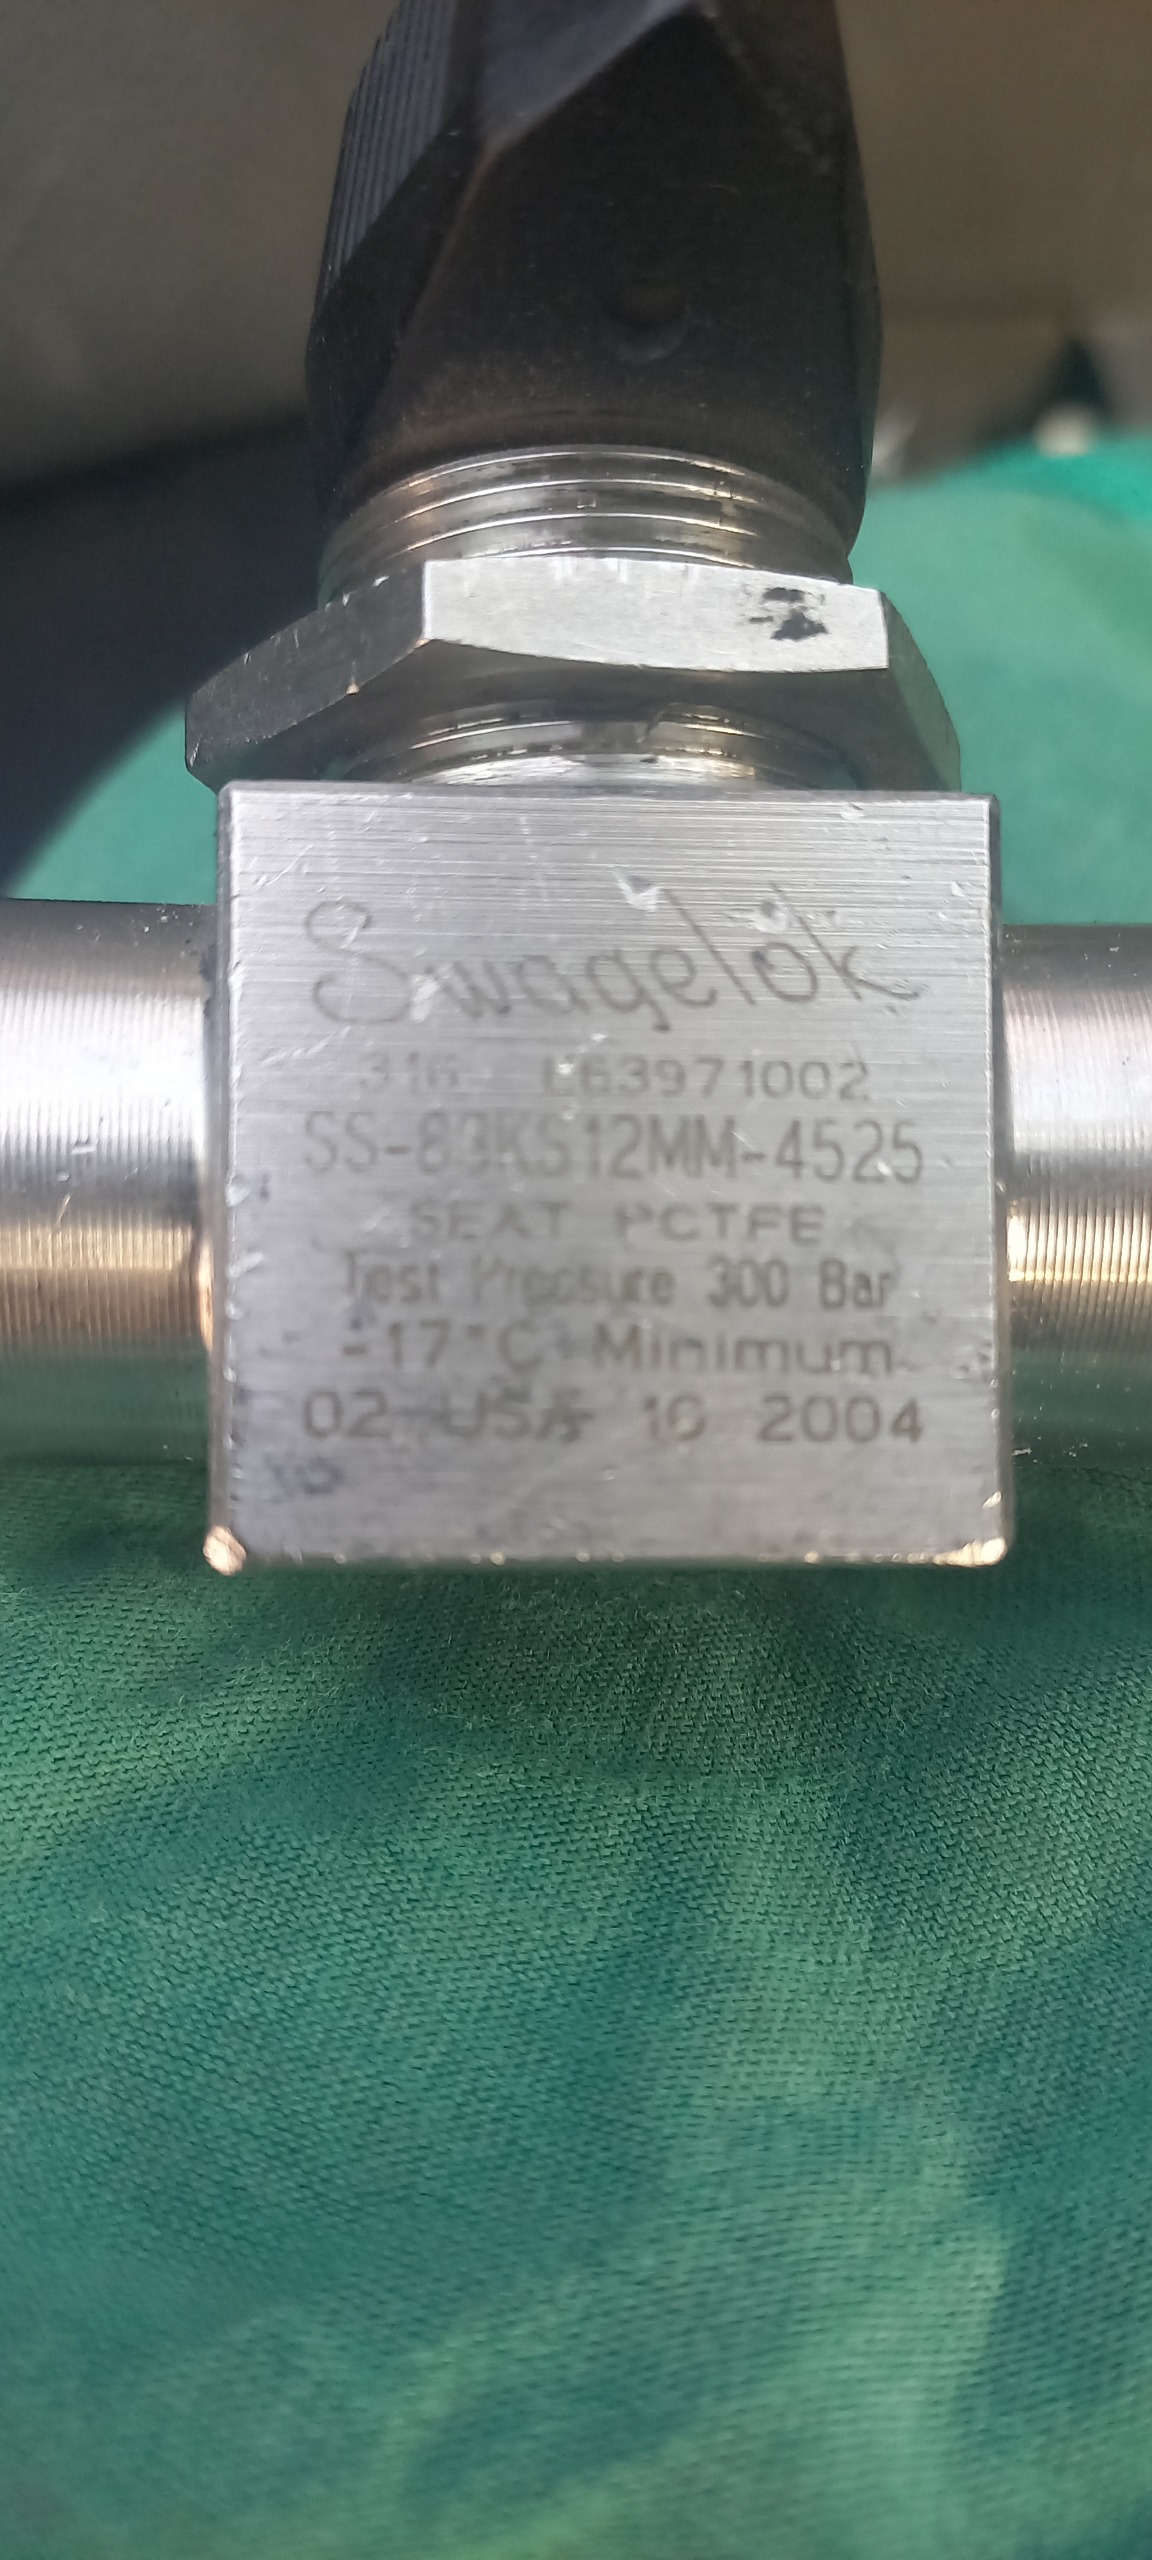 Swagelok
316 L63971002
SS-83KS12MM-4525
SEAT PCTFE
Test Pressure 300 Bar
-17°C Minimum
02 USA 10 2004